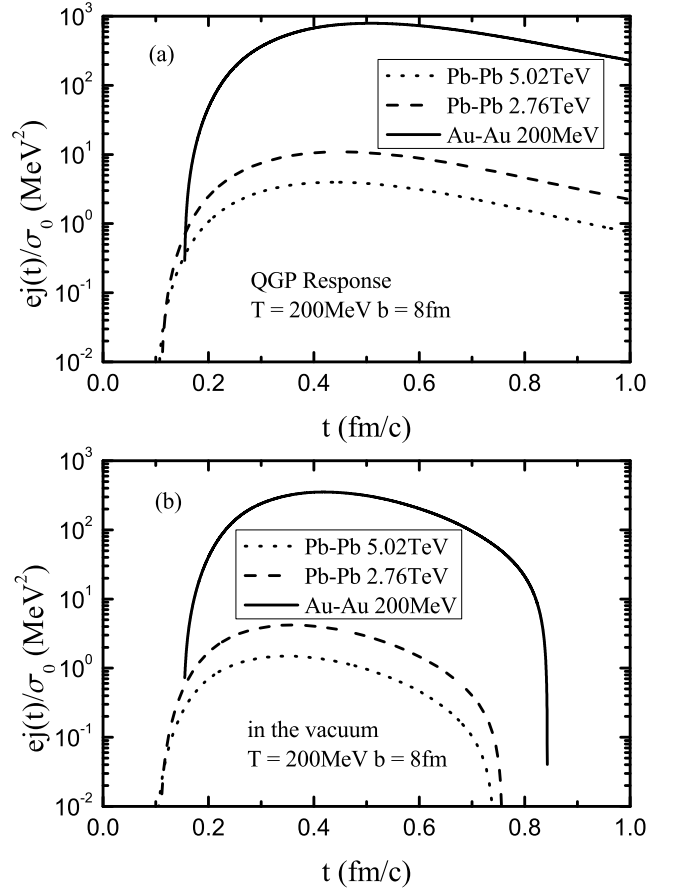 10^3
(a)
10^2
Pb-Pb 5.02TeV
Pb-Pb 2.76TeV
Au-Au 200MeV
10^1
10^0
ej(t)/σ_0 (MeV^2)
QGP Response
T = 200MeV b = 8fm
10^-1
10^-2
0.0 0.2 0.4 0.6 0.8 1.0
t (fm/c)
10^3
(b)
10^2
Pb-Pb 5.02TeV
Pb-Pb 2.76TeV
Au-Au 200MeV
10^1
10^0
ej(t)/σ_0 (MeV^2)
in the vacuum
T = 200MeV b = 8fm
10^-1
10^-2
0.0 0.2 0.4 0.6 0.8 1.0
t (fm/c)